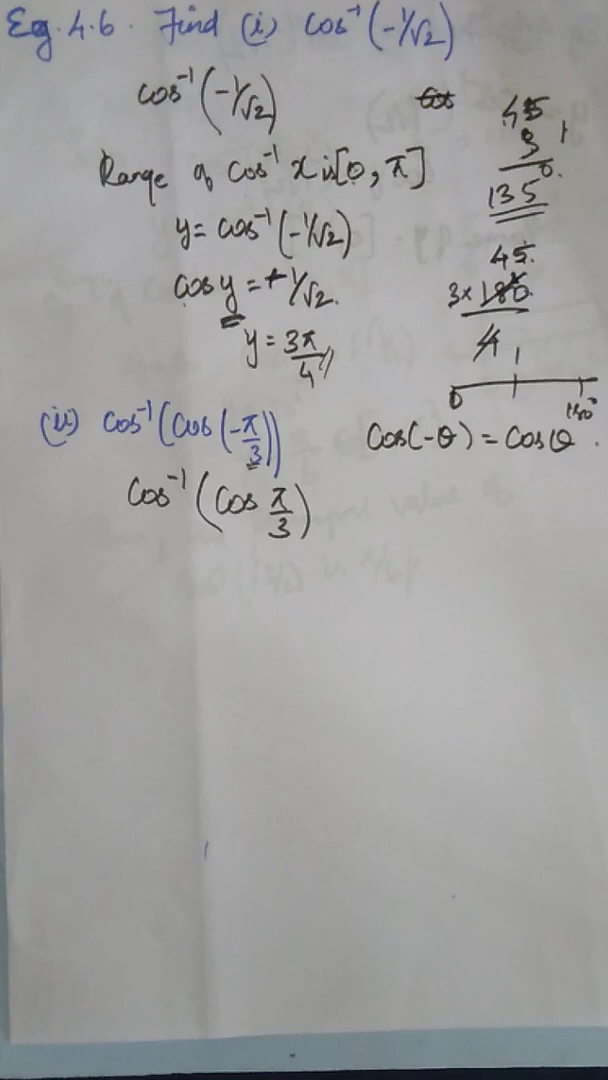 Eg. 4.6. Find (i) cos⁻¹(-1/√2)
cos⁻¹(-1/√2)
Range of cos⁻¹ x is [0, π]
y = cos⁻¹(-1/√2)
cos y = + 1/√2.
y = 3π/4 //
45
3
135
45.
3 × 180
4
0 180°
(ii) cos⁻¹(cos(-π/3))
cos(-θ) = cos θ.
cos⁻¹(cos π/3)